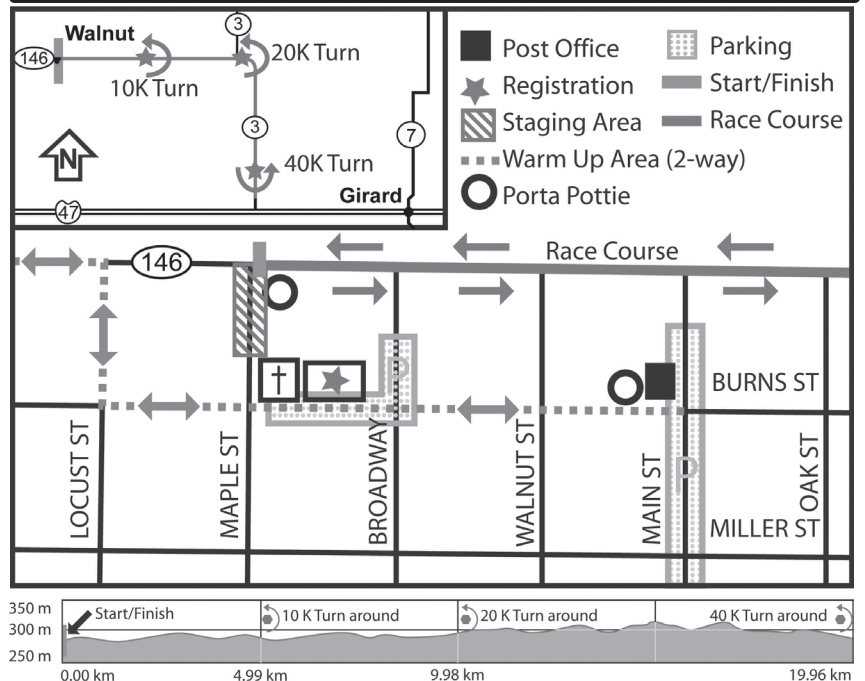 3
Walnut
146
20K Turn
10K Turn
3
7
N
40K Turn
Girard
47
Post Office
Parking
Registration
Start/Finish
Staging Area
Race Course
Warm Up Area (2-way)
Porta Pottie
146
Race Course
P
BURNS ST
LOCUST ST
MAPLE ST
BROADWAY
WALNUT ST
MAIN ST
P
OAK ST
MILLER ST
350 m
300 m
250 m
Start/Finish
10 K Turn around
20 K Turn around
40 K Turn around
0.00 km
4.99 km
9.98 km
19.96 km